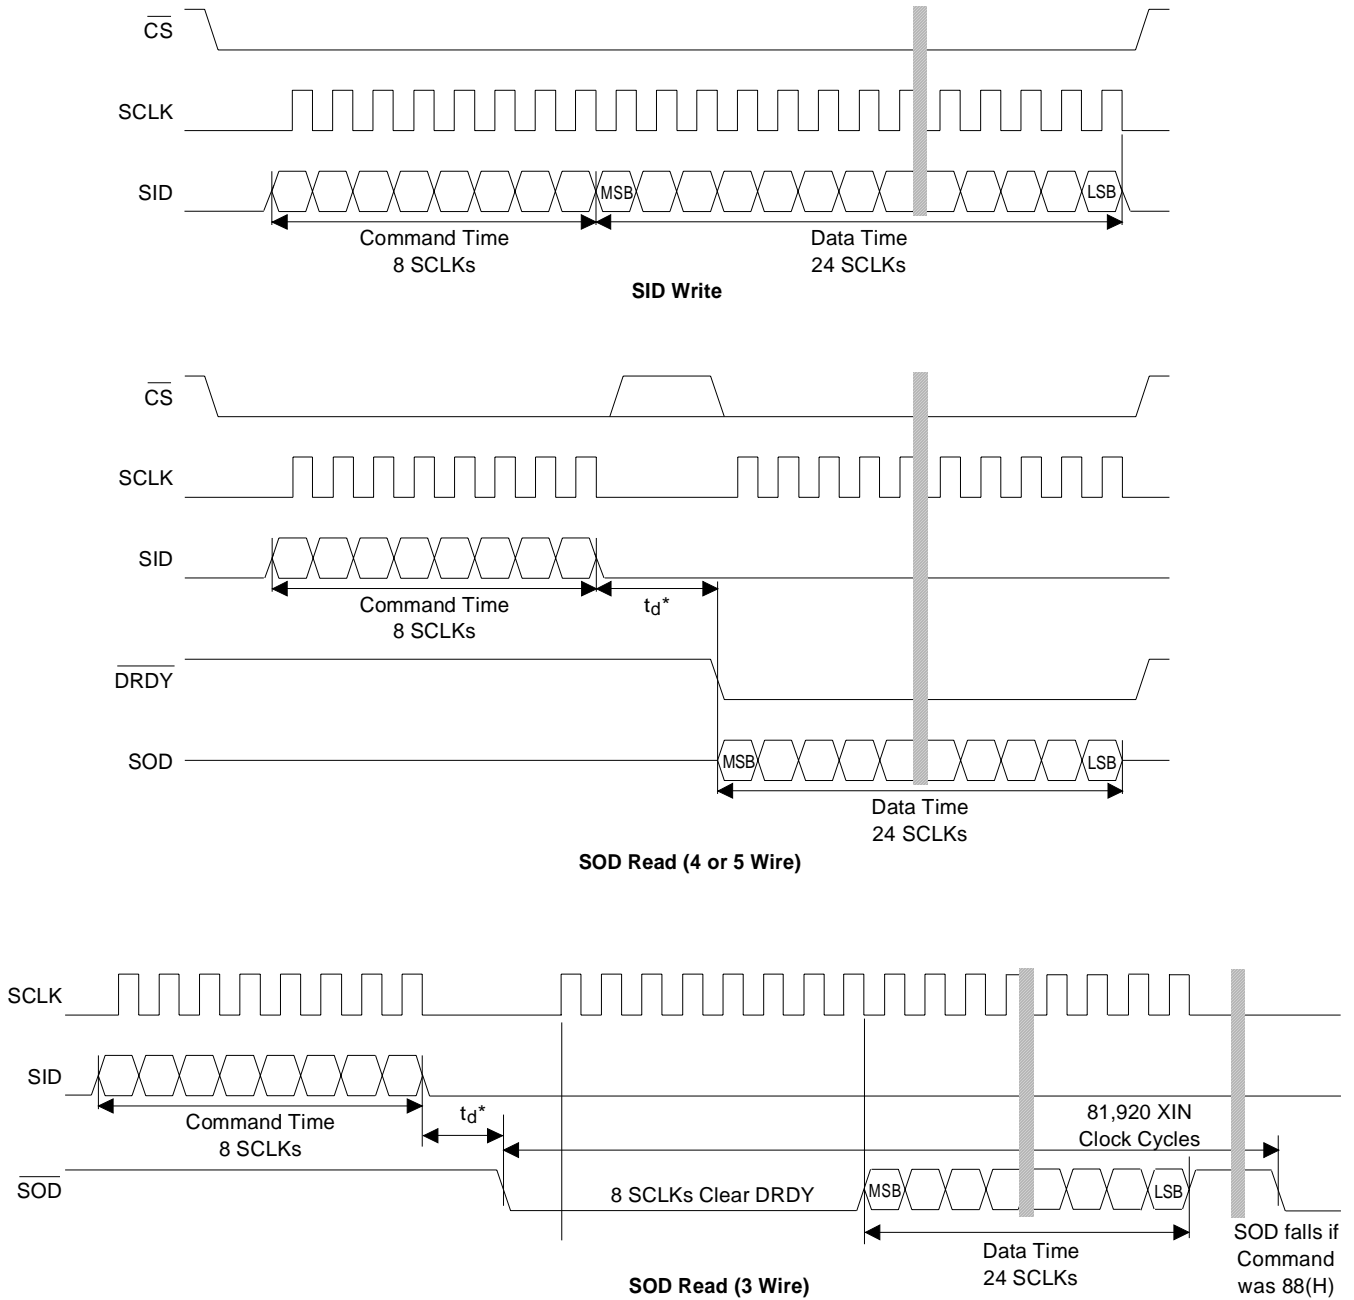 CS
SCLK
SID
MSB
LSB
Command Time
8 SCLKs
Data Time
24 SCLKs
SID Write
CS
SCLK
SID
Command Time
8 SCLKs
td*
DRDY
SOD
MSB
LSB
Data Time
24 SCLKs
SOD Read (4 or 5 Wire)
SCLK
SID
Command Time
8 SCLKs
td*
81,920 XIN
Clock Cycles
SOD
8 SCLKs Clear DRDY
MSB
LSB
Data Time
24 SCLKs
SOD falls if
Command
was 88(H)
SOD Read (3 Wire)